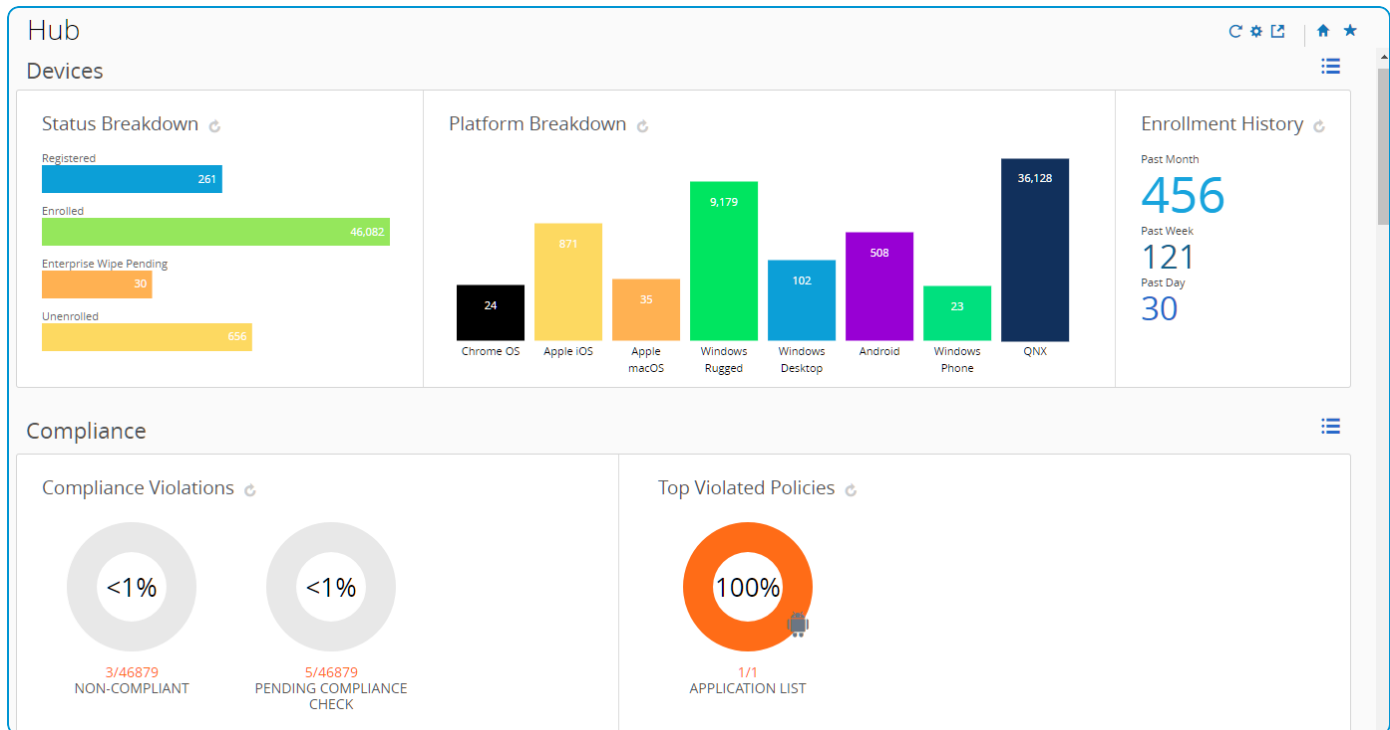 Hub
Devices
Status Breakdown
Registered
261
Enrolled
46,082
Enterprise Wipe Pending
30
Unenrolled
656
Platform Breakdown
24
871
35
9,179
102
508
23
36,128
Chrome OS
Apple iOS
Apple
macOS
Windows
Rugged
Windows
Desktop
Android
Windows
Phone
QNX
Enrollment History
Past Month
456
Past Week
121
Past Day
30
Compliance
Compliance Violations
<1%
3/46879
NON-COMPLIANT
<1%
5/46879
PENDING COMPLIANCE
CHECK
Top Violated Policies
100%
1/1
APPLICATION LIST